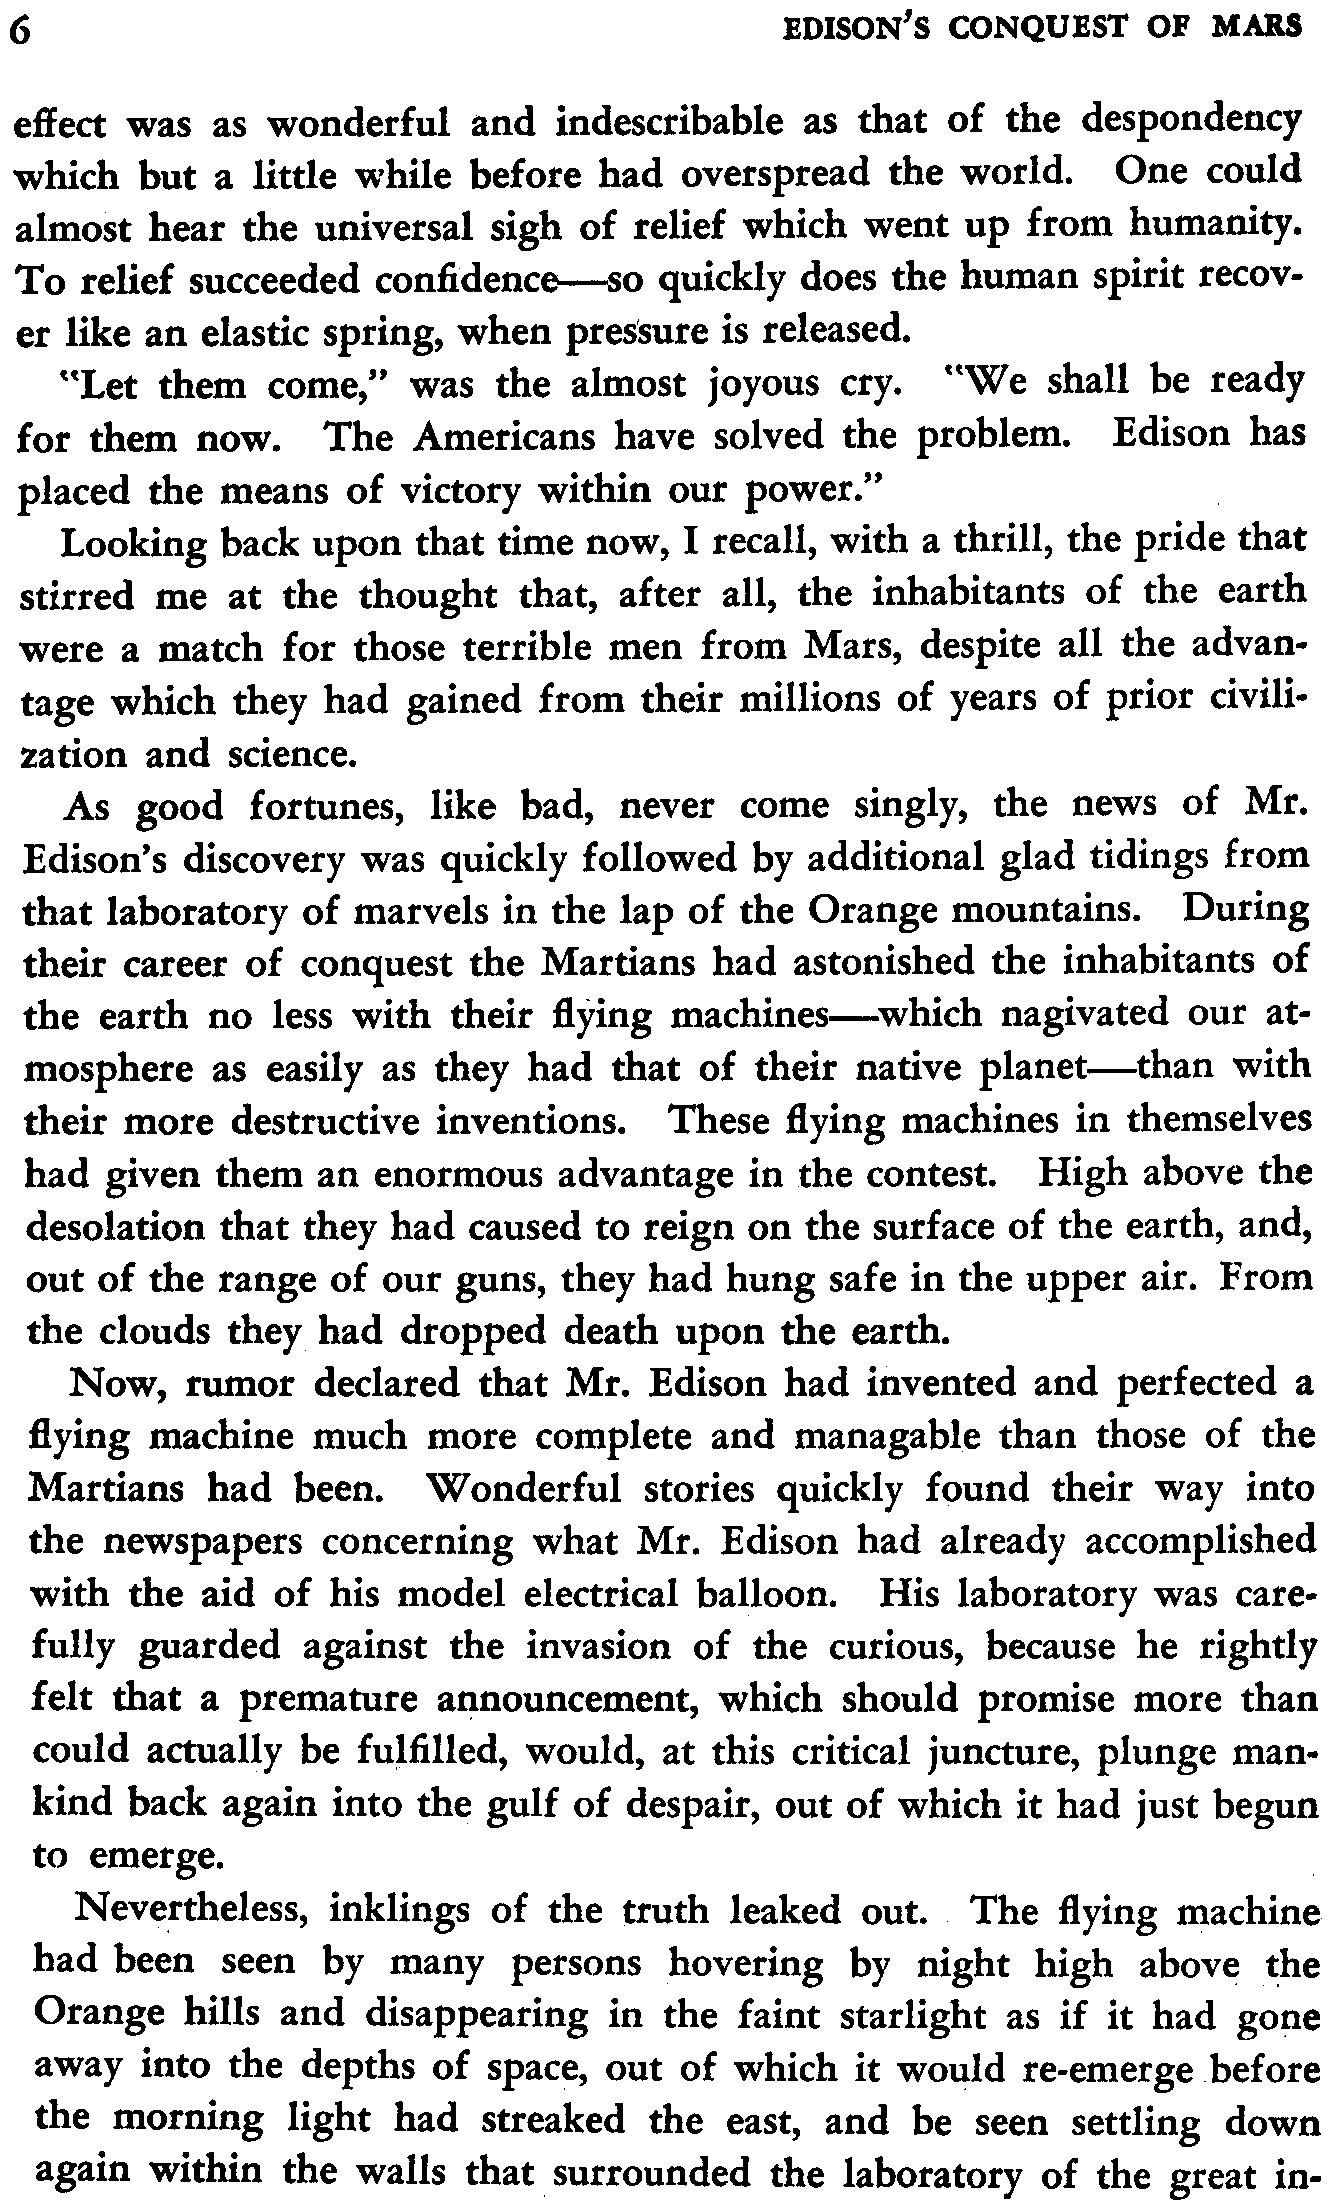 6 EDISON'S CONQUEST OF MARS
effect was as wonderful and indescribable as that of the despondency
which but a little while before had overspread the world. One could
almost hear the universal sigh of relief which went up from humanity.
To relief succeeded confidence—so quickly does the human spirit recov-
er like an elastic spring, when pressure is released.
"Let them come," was the almost joyous cry. "We shall be ready
for them now. The Americans have solved the problem. Edison has
placed the means of victory within our power."
Looking back upon that time now, I recall, with a thrill, the pride that
stirred me at the thought that, after all, the inhabitants of the earth
were a match for those terrible men from Mars, despite all the advan-
tage which they had gained from their millions of years of prior civili-
zation and science.
As good fortunes, like bad, never come singly, the news of Mr.
Edison's discovery was quickly followed by additional glad tidings from
that laboratory of marvels in the lap of the Orange mountains. During
their career of conquest the Martians had astonished the inhabitants of
the earth no less with their flying machines—which nagivated our at-
mosphere as easily as they had that of their native planet—than with
their more destructive inventions. These flying machines in themselves
had given them an enormous advantage in the contest. High above the
desolation that they had caused to reign on the surface of the earth, and,
out of the range of our guns, they had hung safe in the upper air. From
the clouds they had dropped death upon the earth.
Now, rumor declared that Mr. Edison had invented and perfected a
flying machine much more complete and managable than those of the
Martians had been. Wonderful stories quickly found their way into
the newspapers concerning what Mr. Edison had already accomplished
with the aid of his model electrical balloon. His laboratory was care-
fully guarded against the invasion of the curious, because he rightly
felt that a premature announcement, which should promise more than
could actually be fulfilled, would, at this critical juncture, plunge man-
kind back again into the gulf of despair, out of which it had just begun
to emerge.
Nevertheless, inklings of the truth leaked out. The flying machine
had been seen by many persons hovering by night high above the
Orange hills and disappearing in the faint starlight as if it had gone
away into the depths of space, out of which it would re-emerge before
the morning light had streaked the east, and be seen settling down
again within the walls that surrounded the laboratory of the great in-